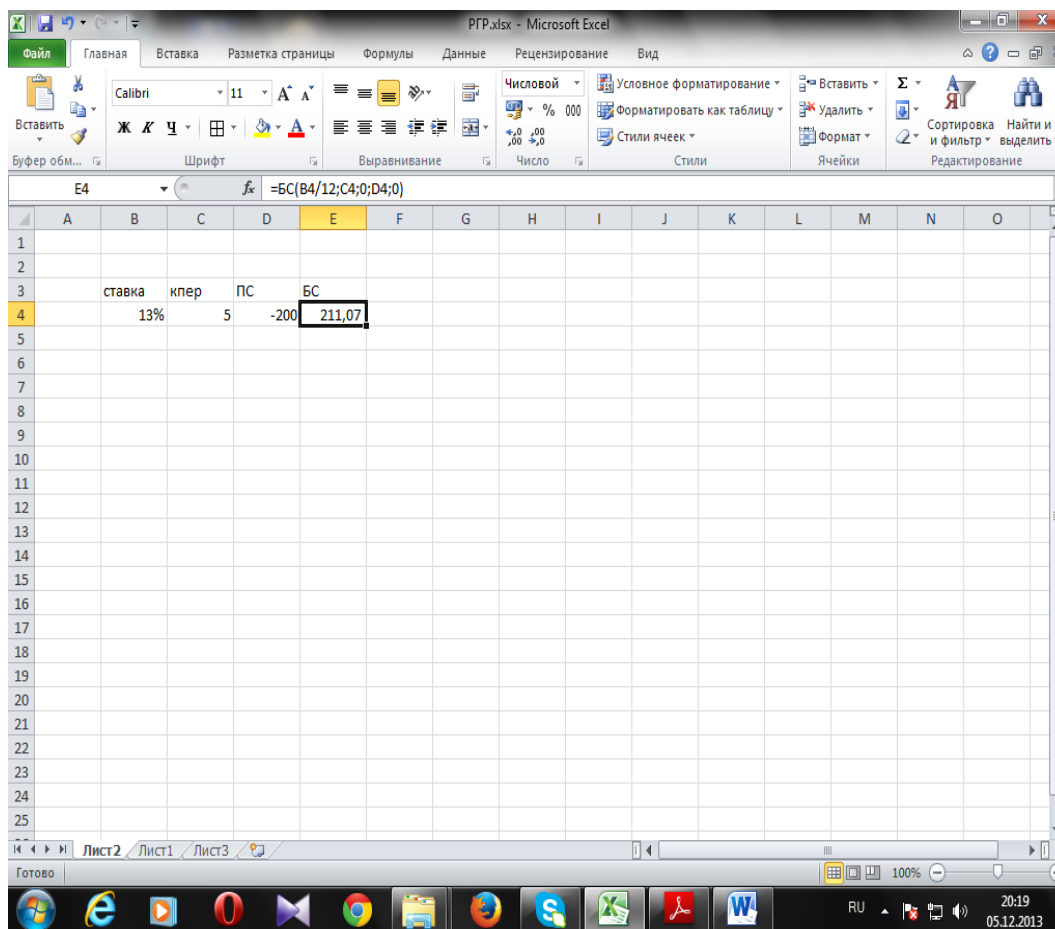 РГР.xlsx - Microsoft Excel
Файл Главная Вставка Разметка страницы Формулы Данные Рецензирование Вид
Вставить
Буфер обм...
Calibri 11
Ж К Ч
Шрифт
Выравнивание
Числовой
% 000
Число
Условное форматирование
Форматировать как таблицу
Стили ячеек
Стили
Вставить
Удалить
Формат
Ячейки
Σ
Сортировка и фильтр
Найти и выделить
Редактирование
E4 fx =БС(B4/12;C4;0;D4;0)
A B C D E F G H I J K L M N O
1
2
3 ставка кпер ПС БС
4 13% 5 -200 211,07
5
6
7
8
9
10
11
12
13
14
15
16
17
18
19
20
21
22
23
24
25
Лист2 Лист1 Лист3
Готово 100%
RU 20:19
05.12.2013